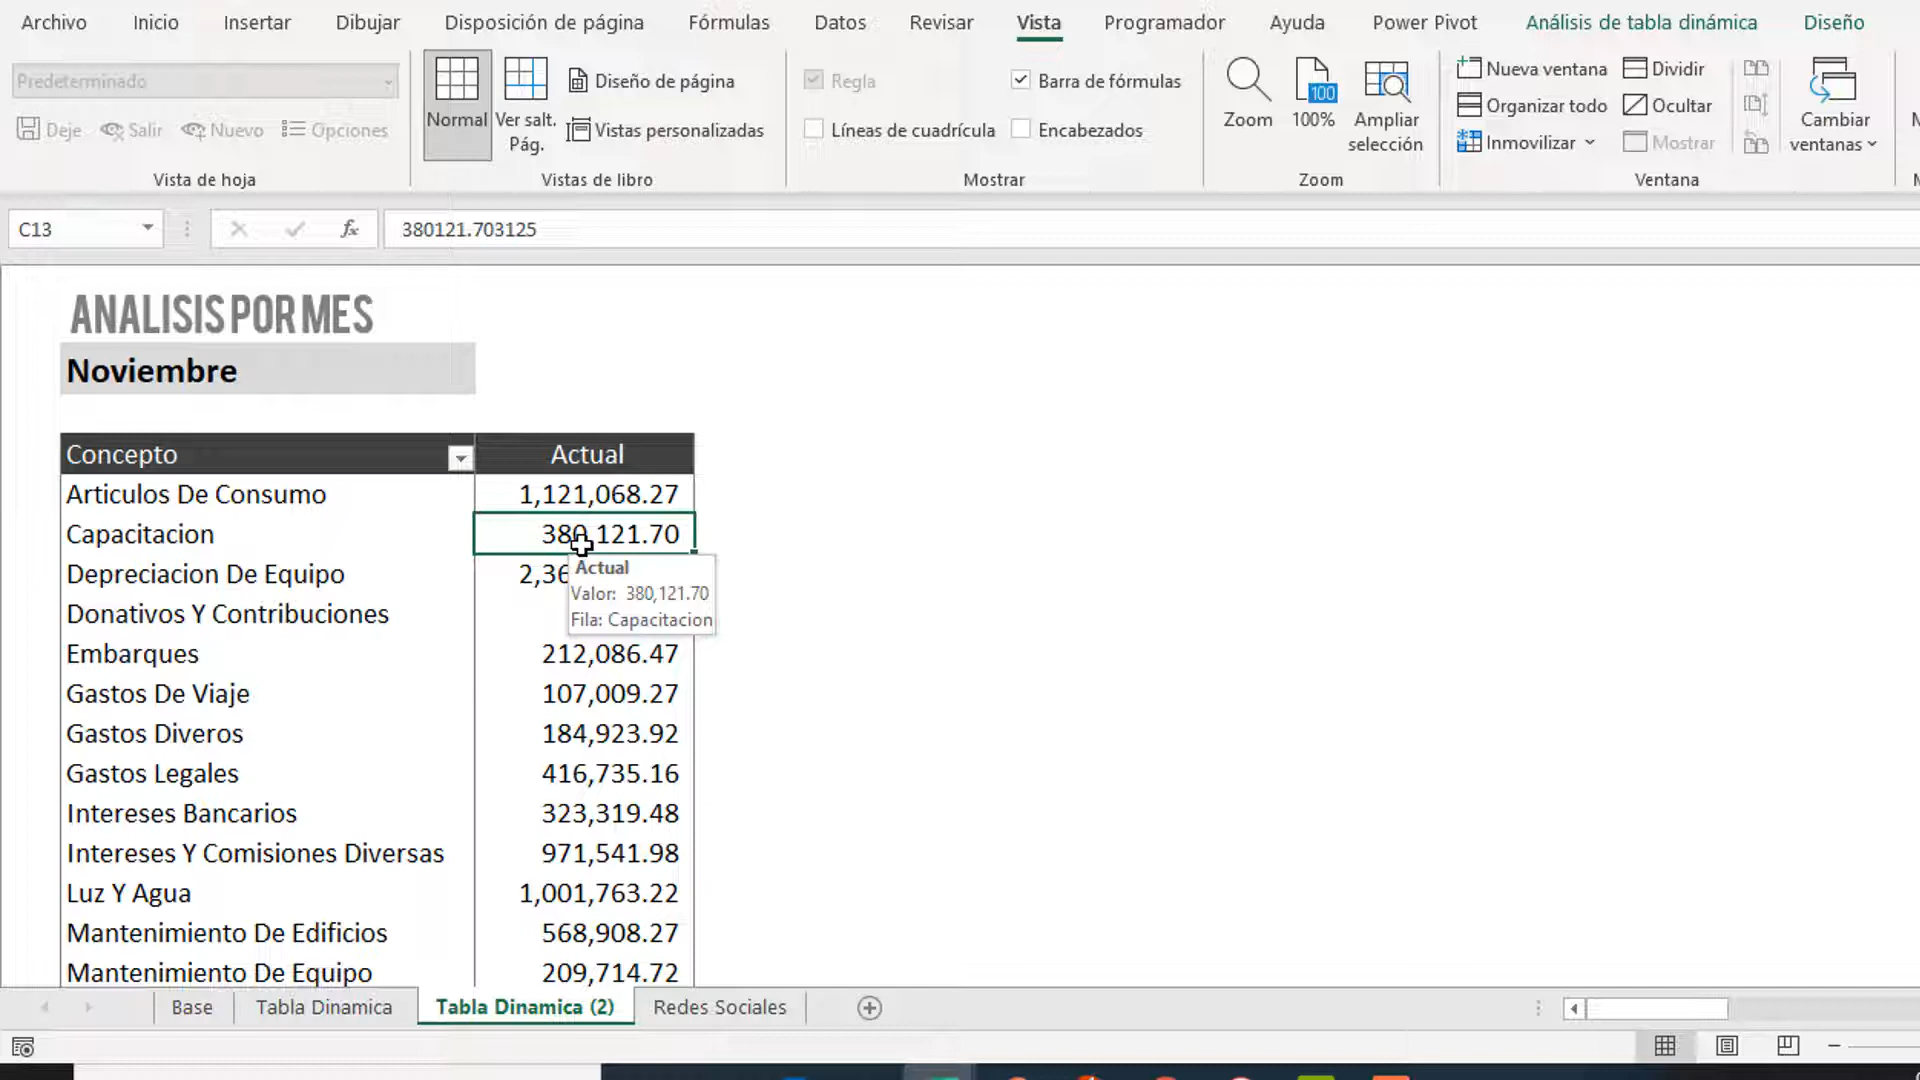 Archivo Inicio Insertar Dibujar Disposición de página Fórmulas Datos Revisar Vista Programador Ayuda Power Pivot Análisis de tabla dinámica Diseño
Predeterminado
Deje Salir Nuevo Opciones
Vista de hoja
Normal
Ver salt. Pág.
Diseño de página
Vistas personalizadas
Vistas de libro
Regla
Barra de fórmulas
Líneas de cuadrícula
Encabezados
Mostrar
Zoom
100
100%
Ampliar selección
Zoom
Nueva ventana
Organizar todo
Inmovilizar
Dividir
Ocultar
Mostrar
Cambiar ventanas
Ventana
C13 fx 380121.703125
ANALISIS POR MES
Noviembre
Concepto Actual
Articulos De Consumo 1,121,068.27
Capacitacion 380,121.70
Actual
Valor: 380,121.70
Fila: Capacitacion
Depreciacion De Equipo 2,36
Donativos Y Contribuciones
Embarques 212,086.47
Gastos De Viaje 107,009.27
Gastos Diveros 184,923.92
Gastos Legales 416,735.16
Intereses Bancarios 323,319.48
Intereses Y Comisiones Diversas 971,541.98
Luz Y Agua 1,001,763.22
Mantenimiento De Edificios 568,908.27
Mantenimiento De Equipo 209,714.72
Base Tabla Dinamica Tabla Dinamica (2) Redes Sociales